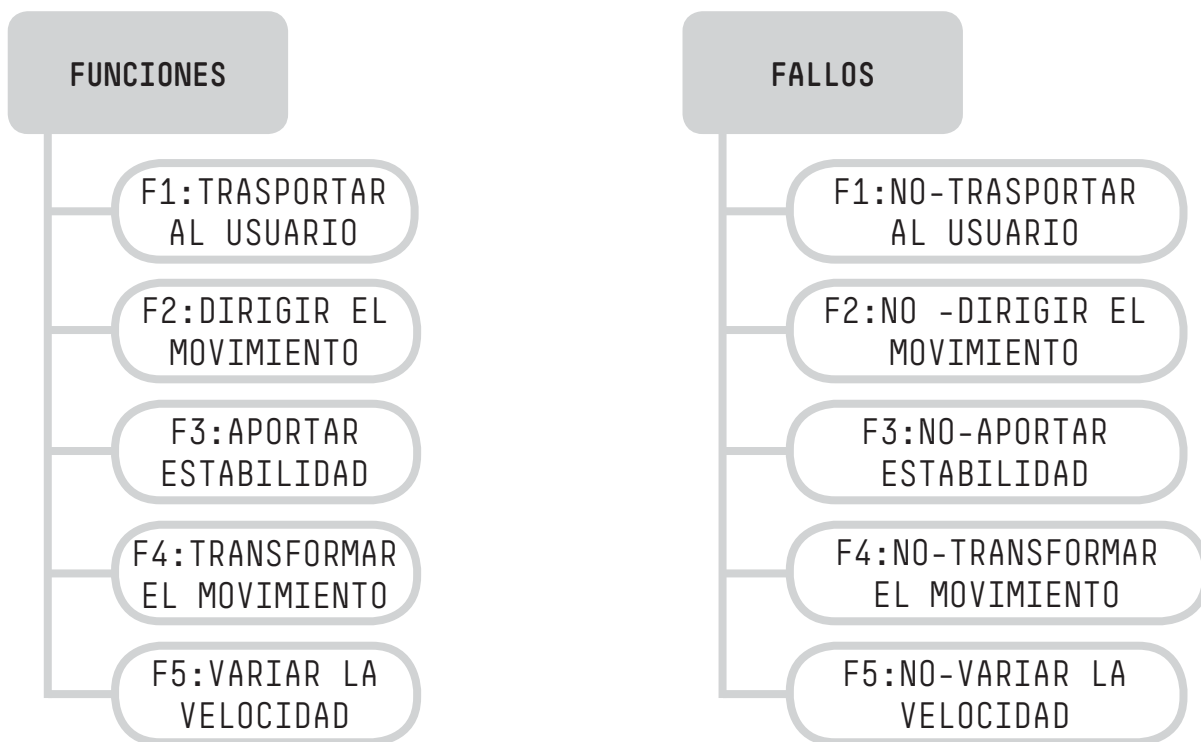 FUNCIONES
F1:TRASPORTAR
AL USUARIO
F2:DIRIGIR EL
MOVIMIENTO
F3:APORTAR
ESTABILIDAD
F4:TRANSFORMAR
EL MOVIMIENTO
F5:VARIAR LA
VELOCIDAD
FALLOS
F1:NO-TRASPORTAR
AL USUARIO
F2:NO -DIRIGIR EL
MOVIMIENTO
F3:NO-APORTAR
ESTABILIDAD
F4:NO-TRANSFORMAR
EL MOVIMIENTO
F5:NO-VARIAR LA
VELOCIDAD